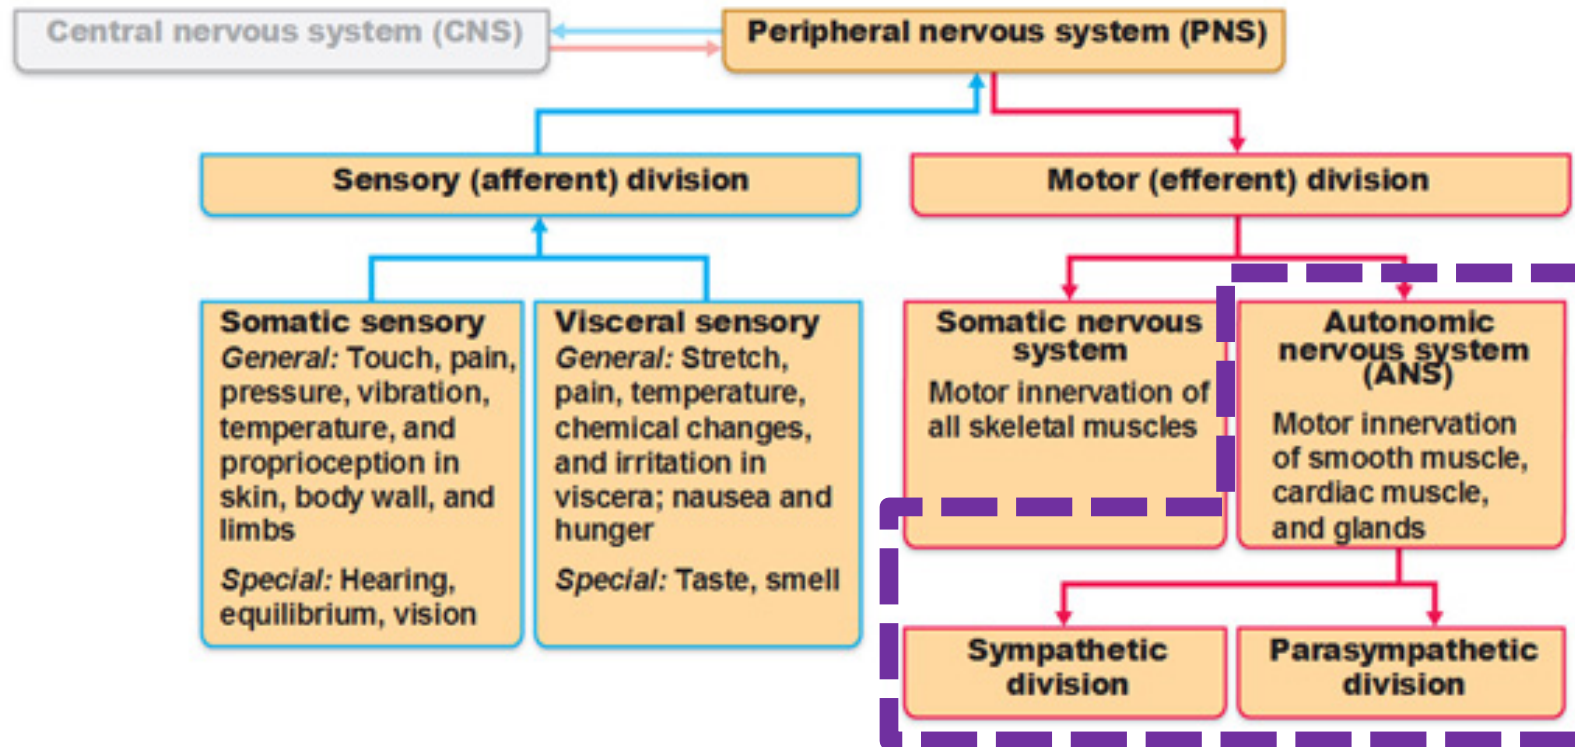 Central nervous system (CNS)
Peripheral nervous system (PNS)
Sensory (afferent) division
Motor (efferent) division
Somatic sensory
General: Touch, pain,
pressure, vibration,
temperature, and
proprioception in
skin, body wall, and
limbs
Special: Hearing,
equilibrium, vision
Visceral sensory
General: Stretch,
pain, temperature,
chemical changes,
and irritation in
viscera; nausea and
hunger
Special: Taste, smell
Somatic nervous
system
Motor innervation of
all skeletal muscles
Autonomic
nervous system
(ANS)
Motor innervation
of smooth muscle,
cardiac muscle,
and glands
Sympathetic
division
Parasympathetic
division